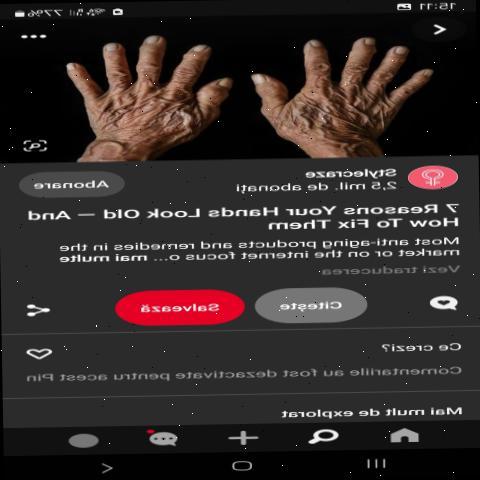 15:11
77%
Stylecraze
2,5 mil. de abonați
Abonare
7 Reasons Your Hands Look Old — And
How To Fix Them
Most anti-aging products and remedies in the
market or on the internet focus o... mai multe
Vezi traducerea
Citește
Salvează
Ce crezi?
Comentariile au fost dezactivate pentru acest Pin
Mai mult de explorat